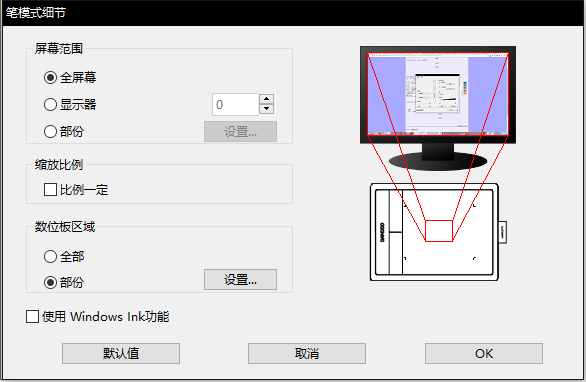 笔模式细节
屏幕范围
全屏幕
显示器
0
部份
设置...
缩放比例
比例一定
数位板区域
全部
部份
设置...
使用 Windows Ink功能
默认值
取消
OK
BAMBOO